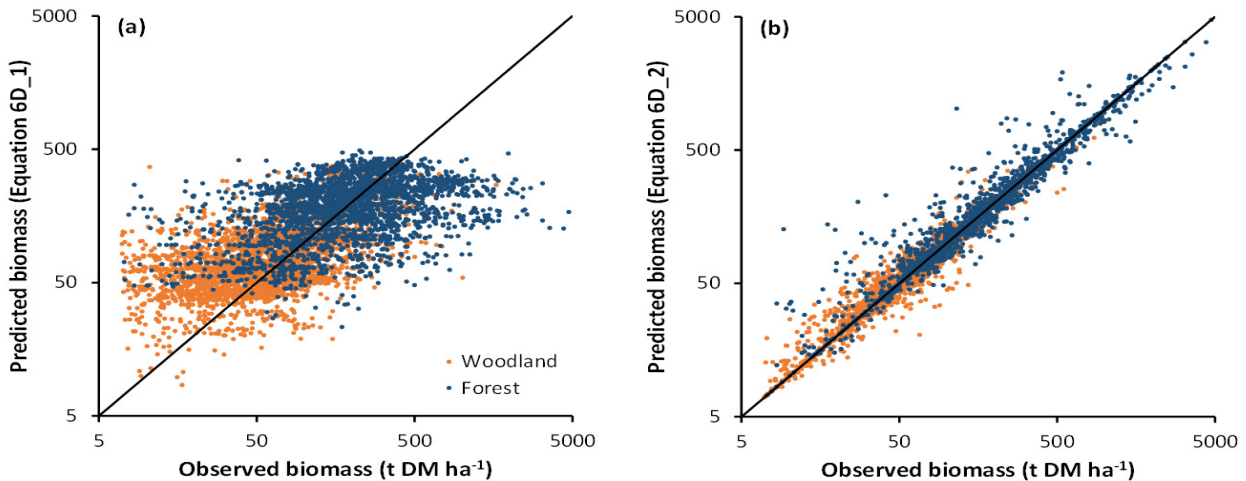 (a)
Predicted biomass (Equation 6D_1)
5000
500
50
5
5 50 500 5000
Observed biomass (t DM ha⁻¹)
Woodland
Forest
(b)
Predicted biomass (Equation 6D_2)
5000
500
50
5
5 50 500 5000
Observed biomass (t DM ha⁻¹)